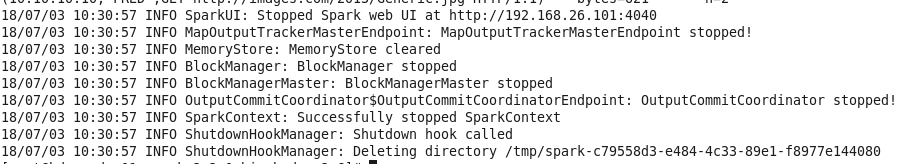 18/07/03 10:30:57 INFO SparkUI: Stopped Spark web UI at http://192.168.26.101:4040
18/07/03 10:30:57 INFO MapOutputTrackerMasterEndpoint: MapOutputTrackerMasterEndpoint stopped!
18/07/03 10:30:57 INFO MemoryStore: MemoryStore cleared
18/07/03 10:30:57 INFO BlockManager: BlockManager stopped
18/07/03 10:30:57 INFO BlockManagerMaster: BlockManagerMaster stopped
18/07/03 10:30:57 INFO OutputCommitCoordinator$OutputCommitCoordinatorEndpoint: OutputCommitCoordinator stopped!
18/07/03 10:30:57 INFO SparkContext: Successfully stopped SparkContext
18/07/03 10:30:57 INFO ShutdownHookManager: Shutdown hook called
18/07/03 10:30:57 INFO ShutdownHookManager: Deleting directory /tmp/spark-c79558d3-e484-4c33-89e1-f8977e144080